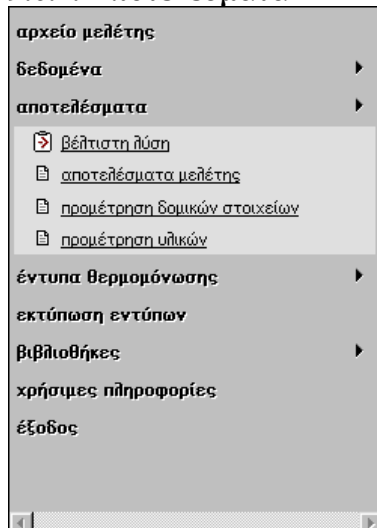 αρχείο μελέτης
δεδομένα
αποτελέσματα
βέλτιστη λύση
αποτελέσματα μελέτης
προμέτρηση δομικών στοιχείων
προμέτρηση υλικών
έντυπα θερμομόνωσης
εκτύπωση εντύπων
βιβλιοθήκες
χρήσιμες πληροφορίες
έξοδος